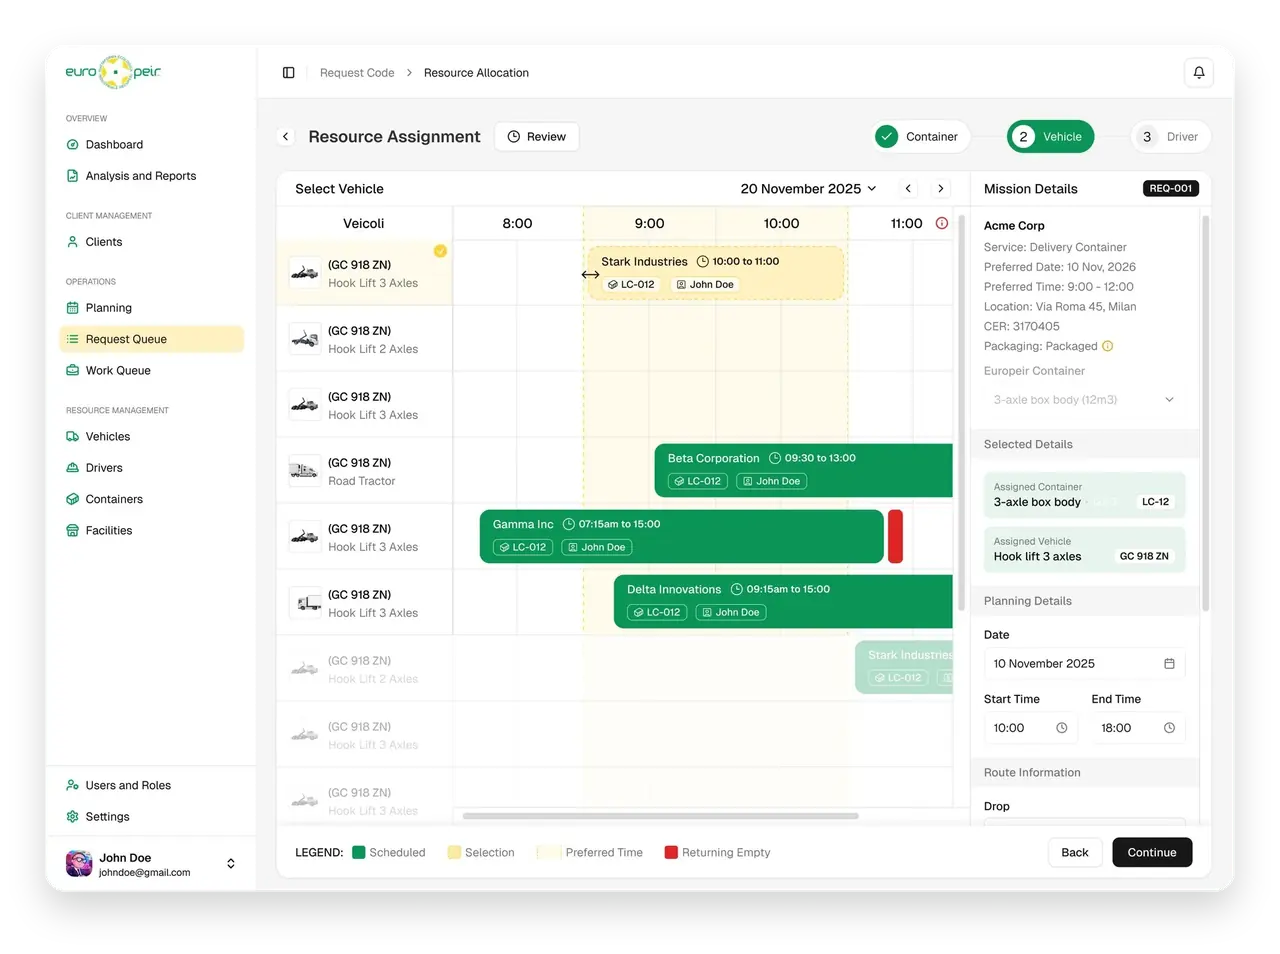 euro peir
OVERVIEW
Dashboard
Analysis and Reports
CLIENT MANAGEMENT
Clients
OPERATIONS
Planning
Request Queue
Work Queue
RESOURCE MANAGEMENT
Vehicles
Drivers
Containers
Facilities
Users and Roles
Settings
John Doe
johndoe@gmail.com
Request Code > Resource Allocation
Resource Assignment
Review
Container
2 Vehicle
3 Driver
Select Vehicle
20 November 2025
Veicoli
8:00
9:00
10:00
11:00
(GC 918 ZN)
Hook Lift 3 Axles
Stark Industries 10:00 to 11:00
LC-012 John Doe
(GC 918 ZN)
Hook Lift 2 Axles
(GC 918 ZN)
Hook Lift 3 Axles
(GC 918 ZN)
Road Tractor
Beta Corporation 09:30 to 13:00
LC-012 John Doe
(GC 918 ZN)
Hook Lift 3 Axles
Gamma Inc 07:15am to 15:00
LC-012 John Doe
(GC 918 ZN)
Hook Lift 3 Axles
Delta Innovations 09:15am to 15:00
LC-012 John Doe
(GC 918 ZN)
Hook Lift 2 Axles
Stark Industries
LC-012
(GC 918 ZN)
Hook Lift 3 Axles
(GC 918 ZN)
Hook Lift 3 Axles
LEGEND: Scheduled Selection Preferred Time Returning Empty
Mission Details
REQ-001
Acme Corp
Service: Delivery Container
Preferred Date: 10 Nov, 2026
Preferred Time: 9:00 - 12:00
Location: Via Roma 45, Milan
CER: 3170405
Packaging: Packaged
Europeir Container
3-axle box body (12m3)
Selected Details
Assigned Container
3-axle box body
LC-12
Assigned Vehicle
Hook lift 3 axles
GC 918 ZN
Planning Details
Date
10 November 2025
Start Time
End Time
10:00
18:00
Route Information
Drop
Back
Continue